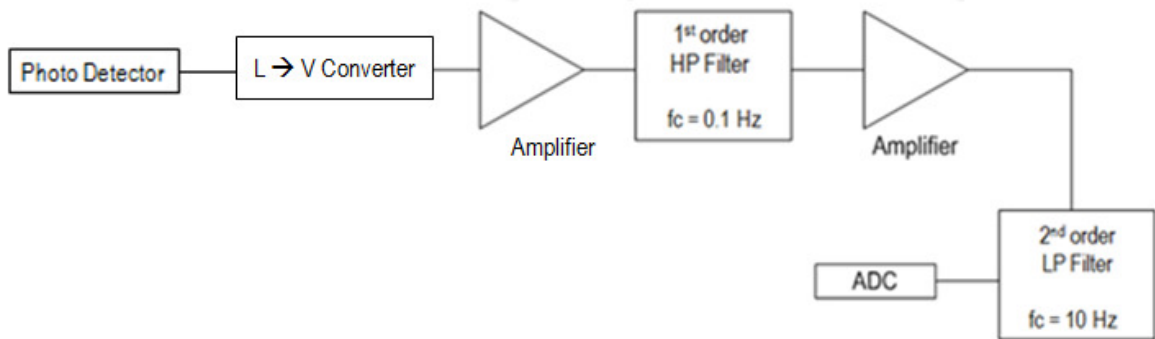 Photo Detector
L → V Converter
Amplifier
1st order
HP Filter
fc = 0.1 Hz
Amplifier
2nd order
LP Filter
fc = 10 Hz
ADC